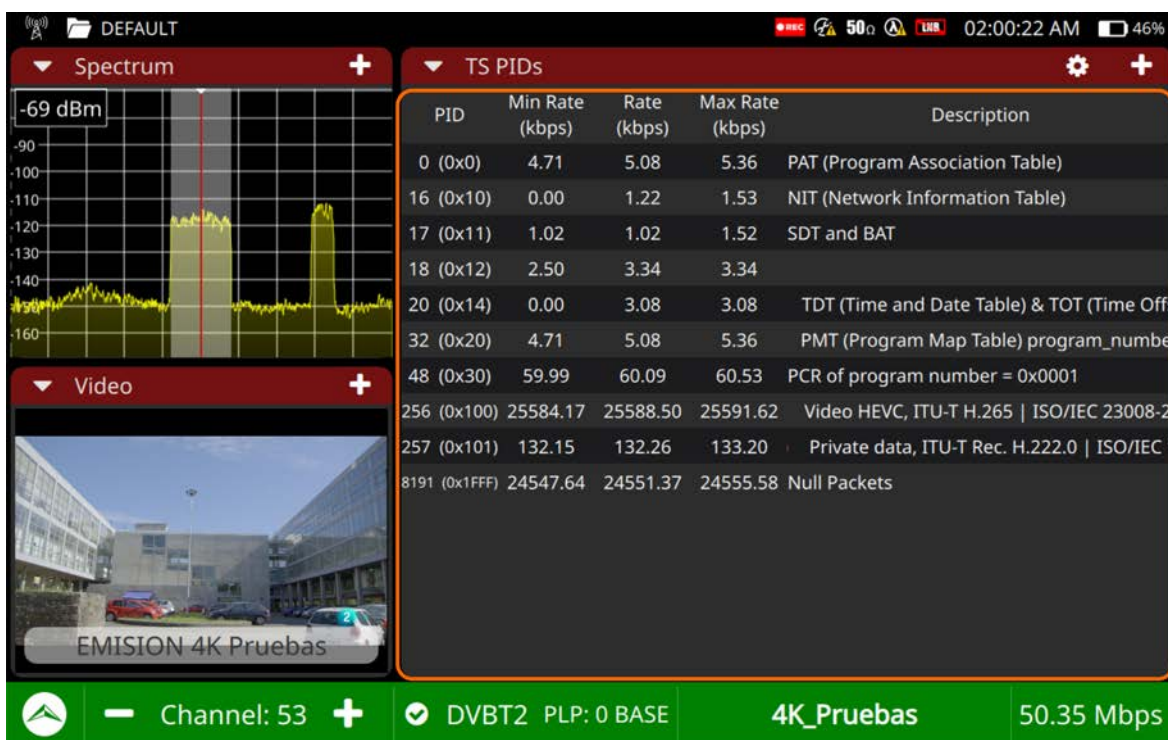 DEFAULT
REC 50Ω LNB 02:00:22 AM 46%
Spectrum
-69 dBm
-90
-100
-110
-120
-130
-140
-150
-160
Video
2
EMISION 4K Pruebas
TS PIDs
PID Min Rate (kbps) Rate (kbps) Max Rate (kbps) Description
0 (0x0) 4.71 5.08 5.36 PAT (Program Association Table)
16 (0x10) 0.00 1.22 1.53 NIT (Network Information Table)
17 (0x11) 1.02 1.02 1.52 SDT and BAT
18 (0x12) 2.50 3.34 3.34
20 (0x14) 0.00 3.08 3.08 TDT (Time and Date Table) & TOT (Time Off
32 (0x20) 4.71 5.08 5.36 PMT (Program Map Table) program_numbe
48 (0x30) 59.99 60.09 60.53 PCR of program number = 0x0001
256 (0x100) 25584.17 25588.50 25591.62 Video HEVC, ITU-T H.265 | ISO/IEC 23008-2
257 (0x101) 132.15 132.26 133.20 Private data, ITU-T Rec. H.222.0 | ISO/IEC
8191 (0x1FFF) 24547.64 24551.37 24555.58 Null Packets
Channel: 53 DVBT2 PLP: 0 BASE 4K_Pruebas 50.35 Mbps